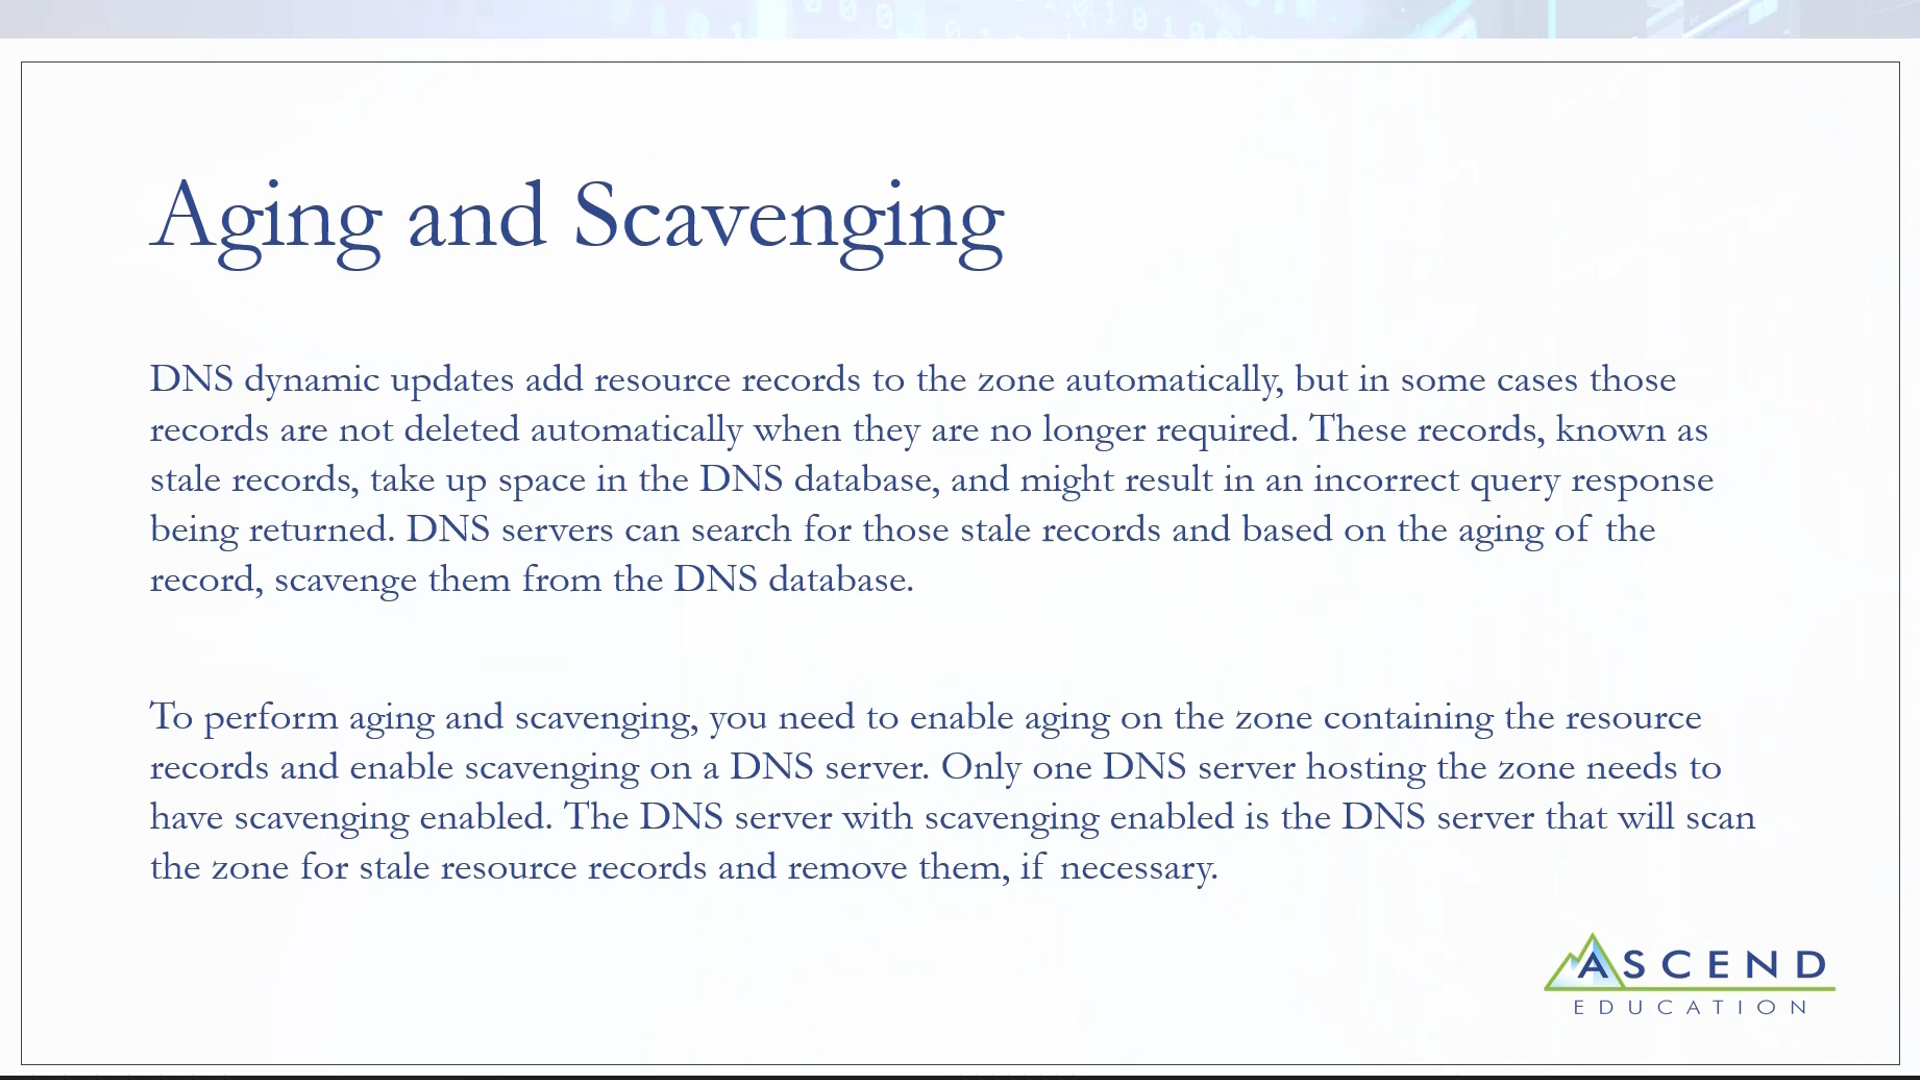 Aging and Scavenging
DNS dynamic updates add resource records to the zone automatically, but in some cases those
records are not deleted automatically when they are no longer required. These records, known as
stale records, take up space in the DNS database, and might result in an incorrect query response
being returned. DNS servers can search for those stale records and based on the aging of the
record, scavenge them from the DNS database.
To perform aging and scavenging, you need to enable aging on the zone containing the resource
records and enable scavenging on a DNS server. Only one DNS server hosting the zone needs to
have scavenging enabled. The DNS server with scavenging enabled is the DNS server that will scan
the zone for stale resource records and remove them, if necessary.
ASCEND
EDUCATION